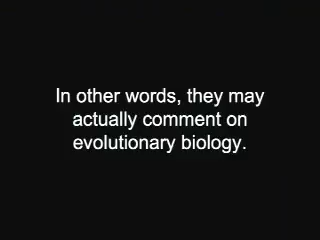 In other words, they may
actually comment on
evolutionary biology.